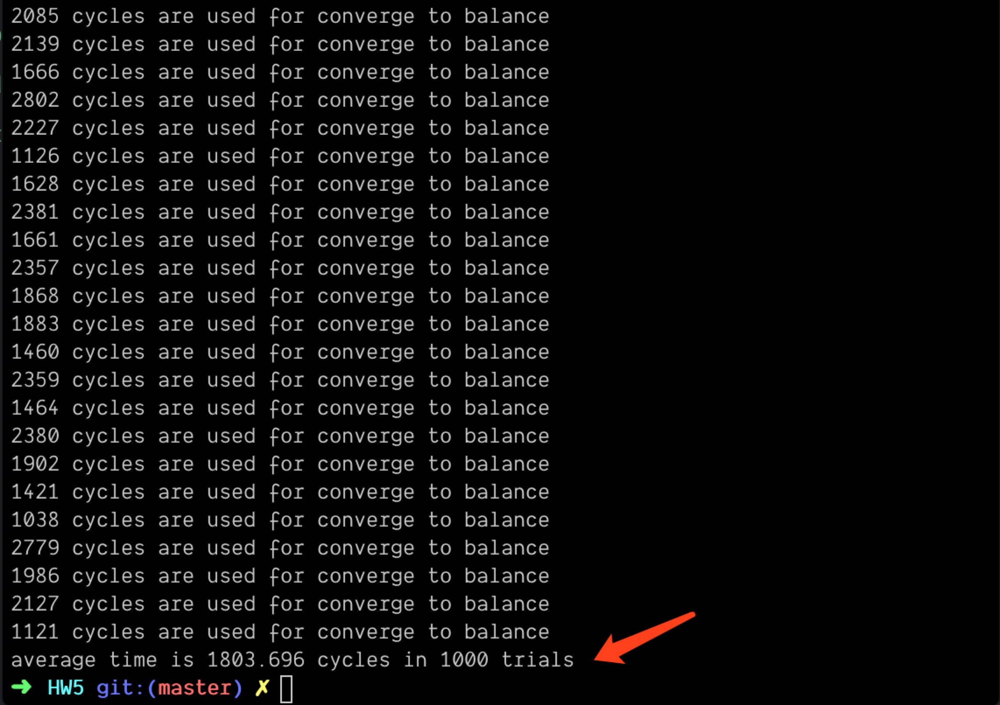 2085 cycles are used for converge to balance
2139 cycles are used for converge to balance
1666 cycles are used for converge to balance
2802 cycles are used for converge to balance
2227 cycles are used for converge to balance
1126 cycles are used for converge to balance
1628 cycles are used for converge to balance
2381 cycles are used for converge to balance
1661 cycles are used for converge to balance
2357 cycles are used for converge to balance
1868 cycles are used for converge to balance
1883 cycles are used for converge to balance
1460 cycles are used for converge to balance
2359 cycles are used for converge to balance
1464 cycles are used for converge to balance
2380 cycles are used for converge to balance
1902 cycles are used for converge to balance
1421 cycles are used for converge to balance
1038 cycles are used for converge to balance
2779 cycles are used for converge to balance
1986 cycles are used for converge to balance
2127 cycles are used for converge to balance
1121 cycles are used for converge to balance
average time is 1803.696 cycles in 1000 trials
➜ HW5 git:(master) ✗